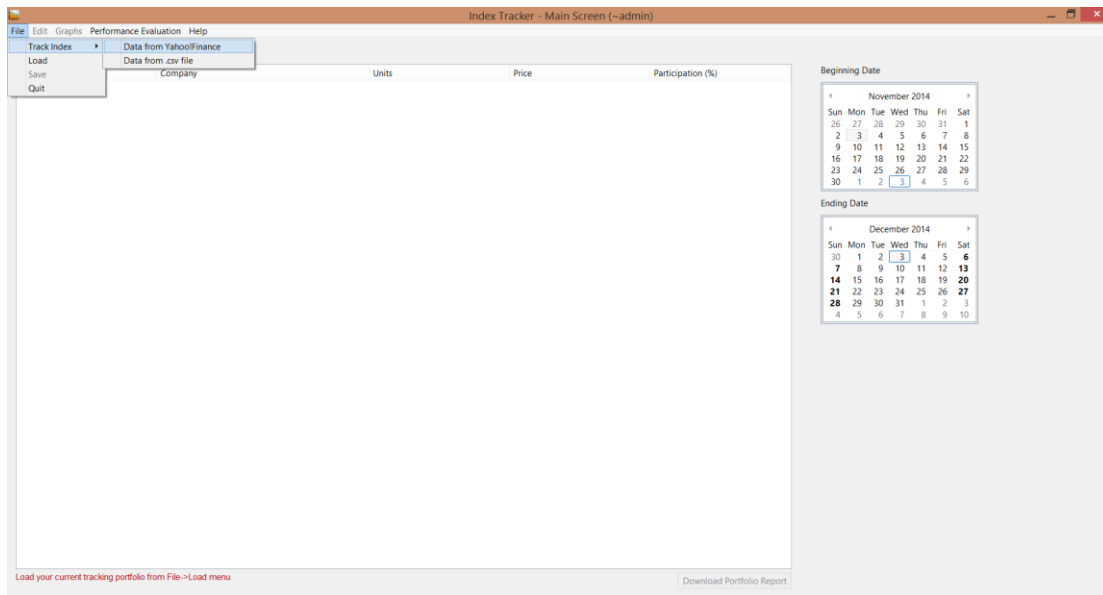 Index Tracker - Main Screen (~admin)
File Edit Graphs Performance Evaluation Help
Track Index Data from Yahoo!Finance
Load Data from .csv file
Save
Quit
Company Units Price Participation (%)
Beginning Date
November 2014
Sun Mon Tue Wed Thu Fri Sat
26 27 28 29 30 31 1
2 3 4 5 6 7 8
9 10 11 12 13 14 15
16 17 18 19 20 21 22
23 24 25 26 27 28 29
30 1 2 3 4 5 6
Ending Date
December 2014
Sun Mon Tue Wed Thu Fri Sat
30 1 2 3 4 5 6
7 8 9 10 11 12 13
14 15 16 17 18 19 20
21 22 23 24 25 26 27
28 29 30 31 1 2 3
4 5 6 7 8 9 10
Load your current tracking portfolio from File->Load menu
Download Portfolio Report